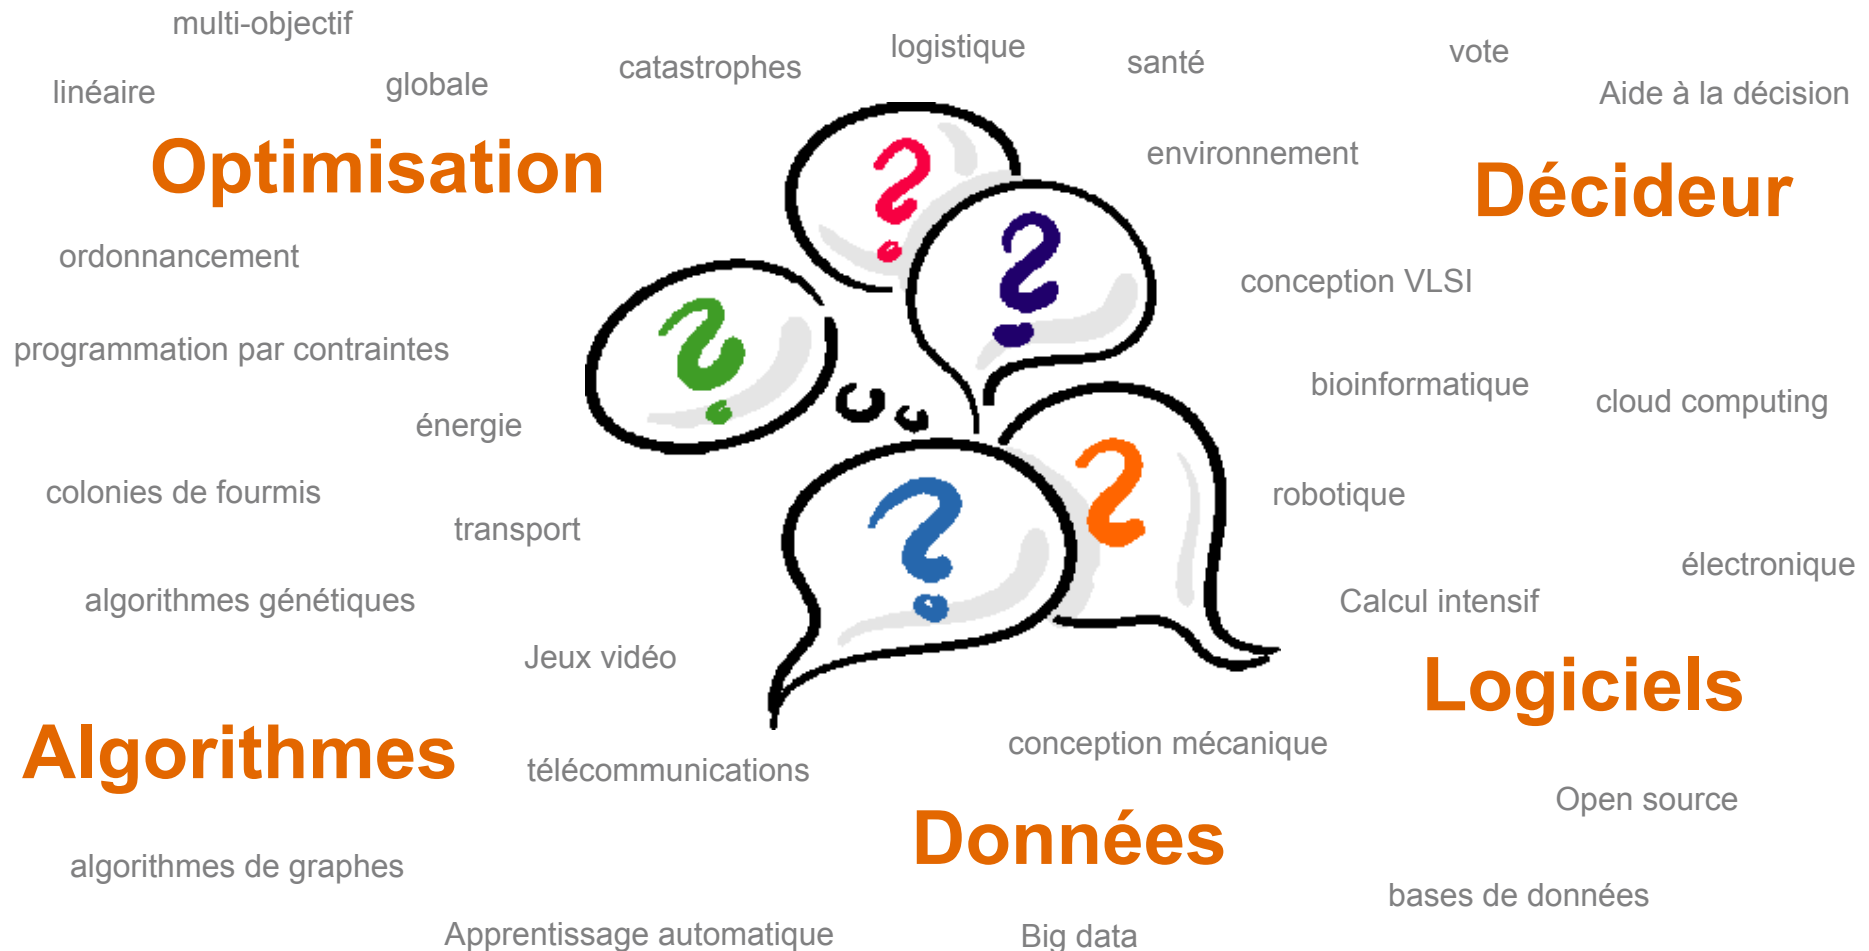 multi-objectif
logistique
vote
santé
catastrophes
globale
linéaire
Aide à la décision
Optimisation
environnement
Décideur
ordonnancement
conception VLSI
programmation par contraintes
bioinformatique
cloud computing
énergie
colonies de fourmis
robotique
transport
électronique
algorithmes génétiques
Calcul intensif
Jeux vidéo
Logiciels
Algorithmes
conception mécanique
télécommunications
Open source
Données
algorithmes de graphes
bases de données
Apprentissage automatique
Big data
?
?
?
?
?